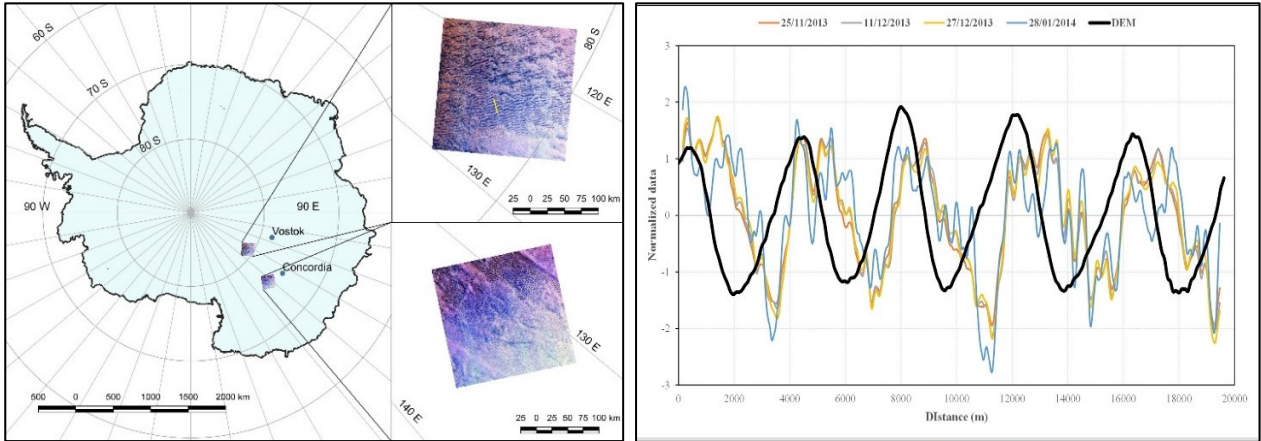 60 S
70 S
80 S
90 W
90 E
Vostok
Concordia
500 0 500 1000 1500 2000 km
80 S
120 E
130 E
25 0 25 50 75 100 km
130 E
140 E
25 0 25 50 75 100 km
25/11/2013 11/12/2013 27/12/2013 28/01/2014 DEM
Normalized data
3
2
1
0
-1
-2
-3
0 2000 4000 6000 8000 10000 12000 14000 16000 18000 20000
DIstance (m)